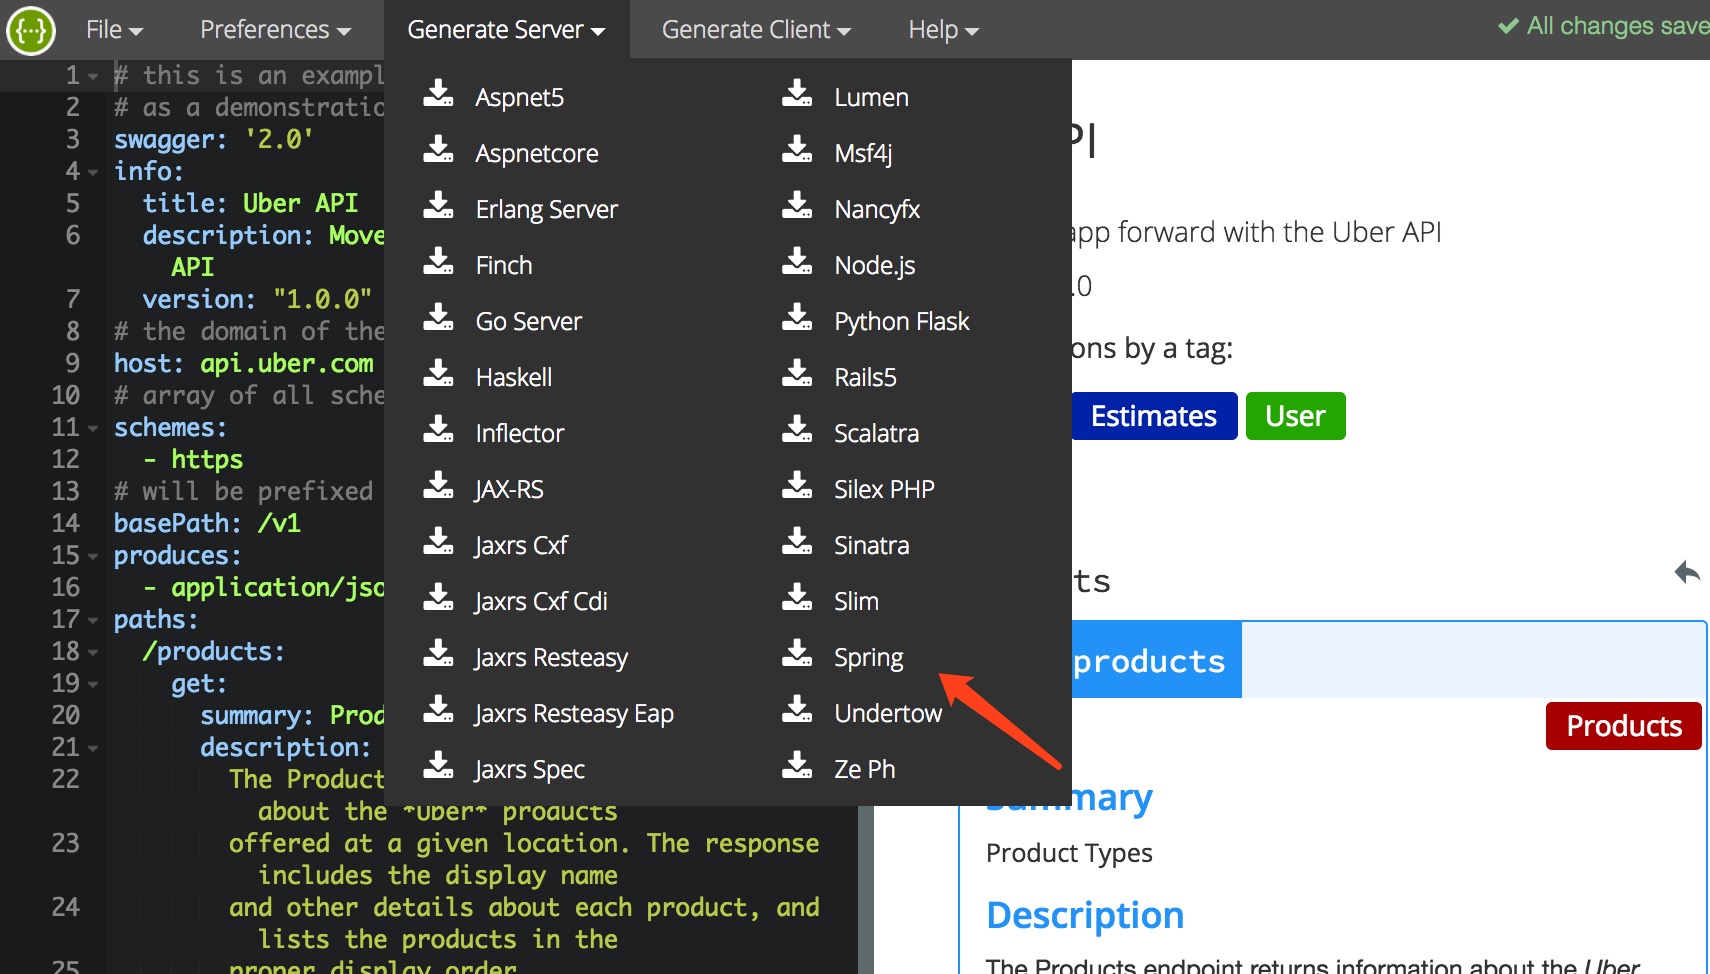 File
Preferences
Generate Server
Generate Client
Help
All changes save
1 # this is an exampl
2 # as a demonstratio
3 swagger: '2.0'
4 info:
5 title: Uber API
6 description: Move
API
7 version: "1.0.0"
8 # the domain of the
9 host: api.uber.com
10 # array of all sche
11 schemes:
12 - https
13 # will be prefixed
14 basePath: /v1
15 produces:
16 - application/jso
17 paths:
18 /products:
19 get:
20 summary: Prod
21 description:
22 The Product
about the *Uber* products
23 offered at a given location. The response
includes the display name
24 and other details about each product, and
lists the products in the
25 proper display order
Aspnet5
Aspnetcore
Erlang Server
Finch
Go Server
Haskell
Inflector
JAX-RS
Jaxrs Cxf
Jaxrs Cxf Cdi
Jaxrs Resteasy
Jaxrs Resteasy Eap
Jaxrs Spec
Lumen
Msf4j
Nancyfx
Node.js
Python Flask
Rails5
Scalatra
Silex PHP
Sinatra
Slim
Spring
Undertow
Ze Ph
PI
app forward with the Uber API
.0
ons by a tag:
Estimates
User
ts
products
Products
Summary
Product Types
Description
The Products endpoint returns information about the Uber